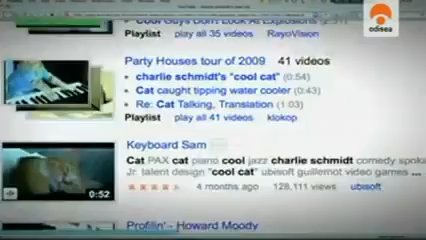 Cool Guys Don't Look At Explosions
Playlist play all 35 videos RayoVision
odisea
Party Houses tour of 2009 41 videos
• charlie schmidt's "cool cat" (0:54)
• Cat caught tipping water cooler (0:43)
• Re: Cat Talking, Translation (1:03)
Playlist play all 41 videos klokop
Keyboard Sam
Cat PAX cat piano cool jazz charlie schmidt comedy spoke
Jr. talent design "cool cat" ubisoft guillemot video games ...
0:52
4 months ago 128,111 views ubisoft
Profilin' - Howard Moody